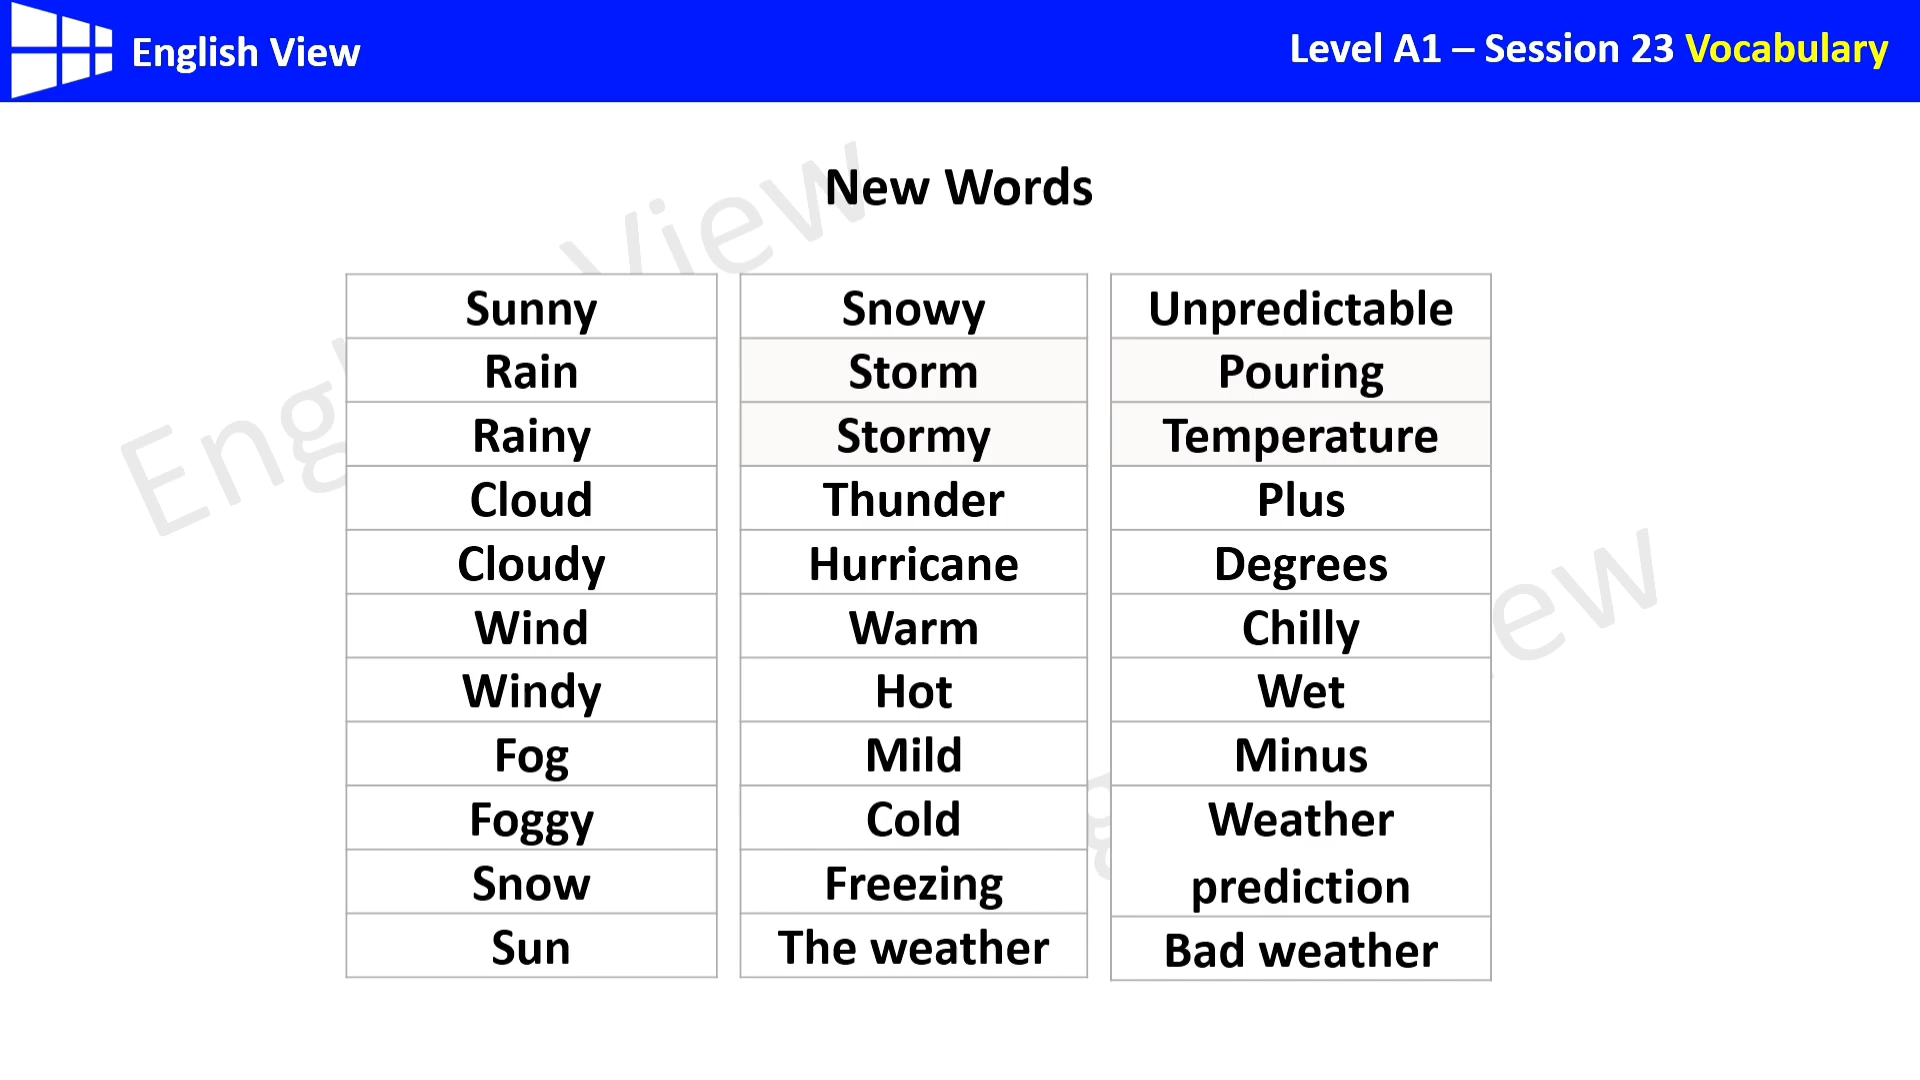 English View
Level A1 – Session 23 Vocabulary
New Words
Sunny
Rain
Rainy
Cloud
Cloudy
Wind
Windy
Fog
Foggy
Snow
Sun
Snowy
Storm
Stormy
Thunder
Hurricane
Warm
Hot
Mild
Cold
Freezing
The weather
Unpredictable
Pouring
Temperature
Plus
Degrees
Chilly
Wet
Minus
Weather
prediction
Bad weather